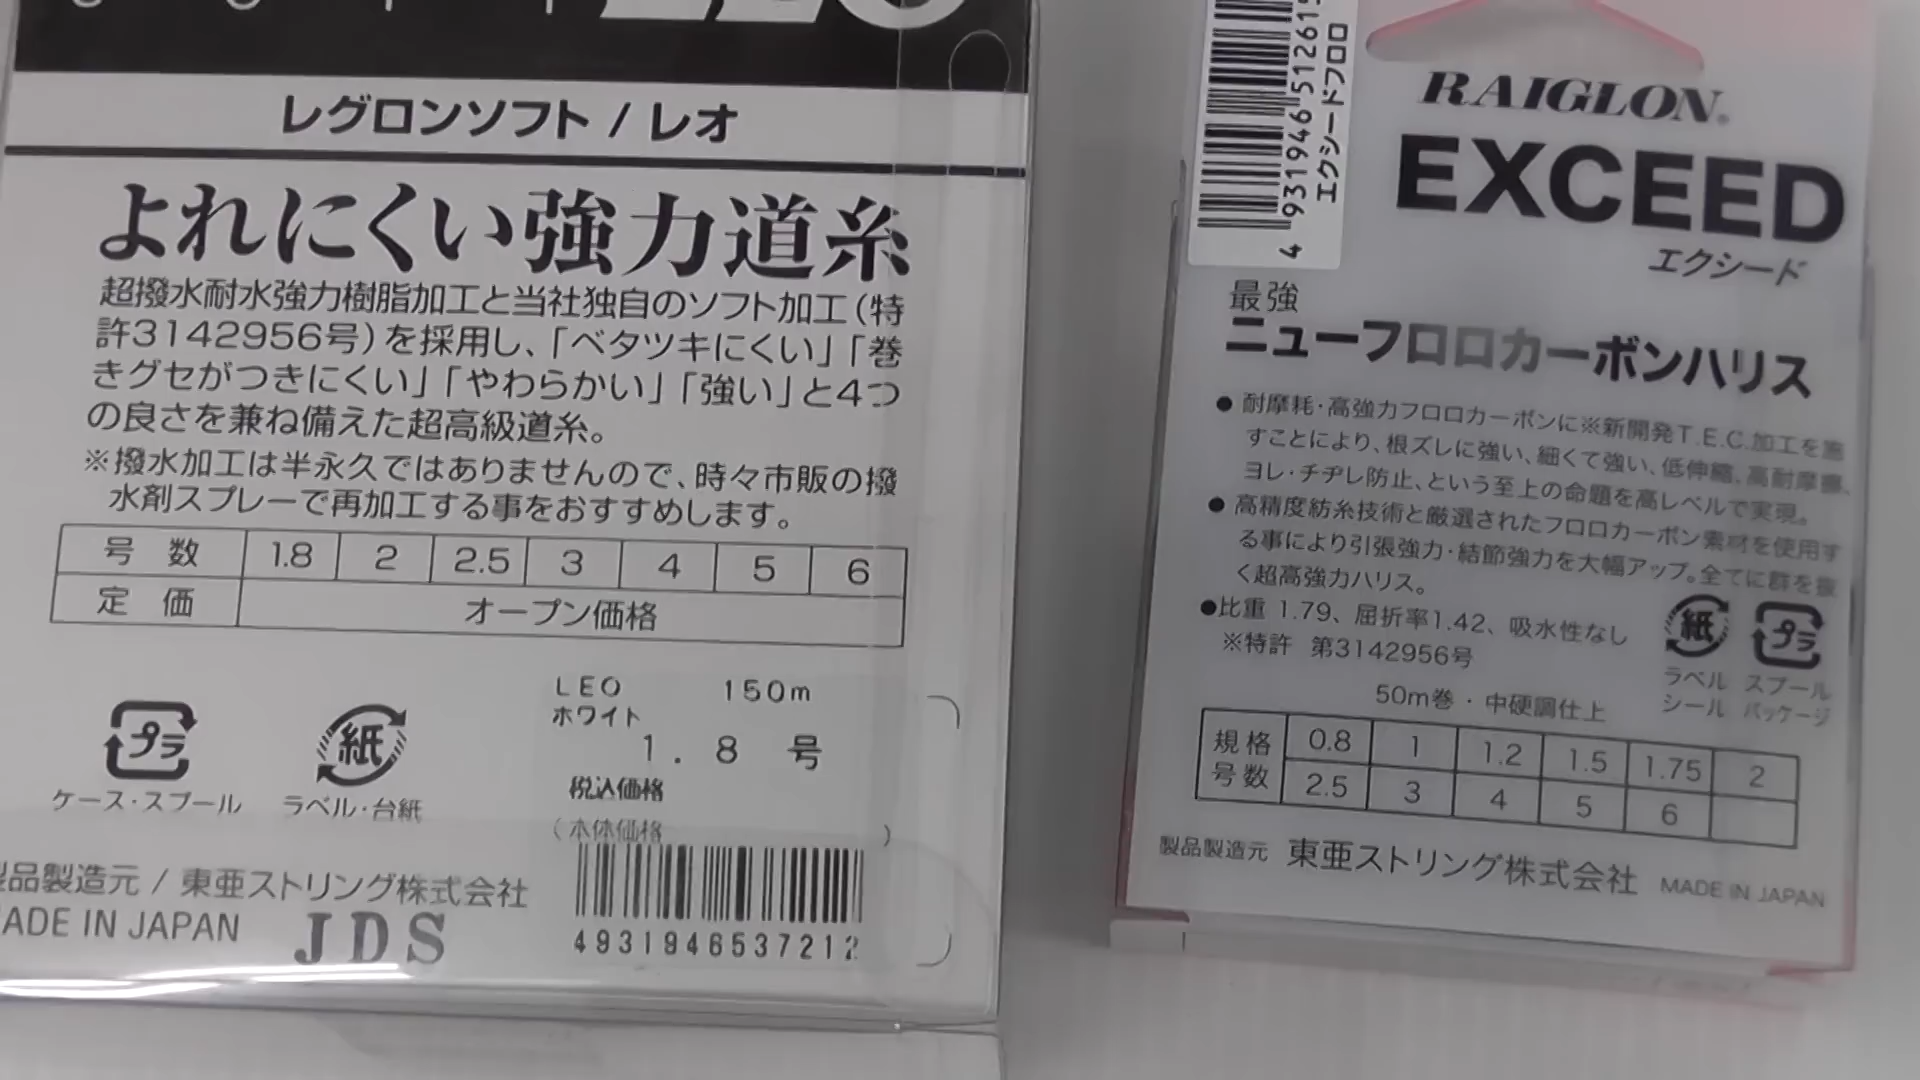 レグロンソフト / レオ
よれにくい強力道糸
超撥水耐水強力樹脂加工と当社独自のソフト加工(特
許3142956号)を採用し、「ベタツキにくい」「巻
きグセがつきにくい」「やわらかい」「強い」と4つ
の良さを兼ね備えた超高級道糸。
※撥水加工は半永久ではありませんので、時々市販の撥
水剤スプレーで再加工する事をおすすめします。
号 数 1.8 2 2.5 3 4 5 6
定 価 オープン価格
LEO 150m
ホワイト
1.8 号
税込価格
(本体価格 )
プラ 紙
ケース・スプール ラベル・台紙
品製造元 / 東亜ストリング株式会社
ADE IN JAPAN JDS
4931946537212
エクシードフロロ
RAIGLON®
EXCEED
エクシード
最強
ニューフロロカーボンハリス
● 耐摩耗・高強力フロロカーボンに※新開発T.E.C.加工を施
すことにより、根ズレに強い、細くて強い、低伸縮、高耐摩擦、
ヨレ・チヂレ防止、という至上の命題を高レベルで実現。
● 高精度紡糸技術と厳選されたフロロカーボン素材を使用す
る事により引張強力・結節強力を大幅アップ。全てに群を抜
く超高強力ハリス。
●比重 1.79、屈折率1.42、吸水性なし
※特許 第3142956号
紙 プラ
ラベル スプール
シール パッケージ
50m巻・中硬調仕上
規格 0.8 1 1.2 1.5 1.75 2
号数 2.5 3 4 5 6
製品製造元 東亜ストリング株式会社 MADE IN JAPAN